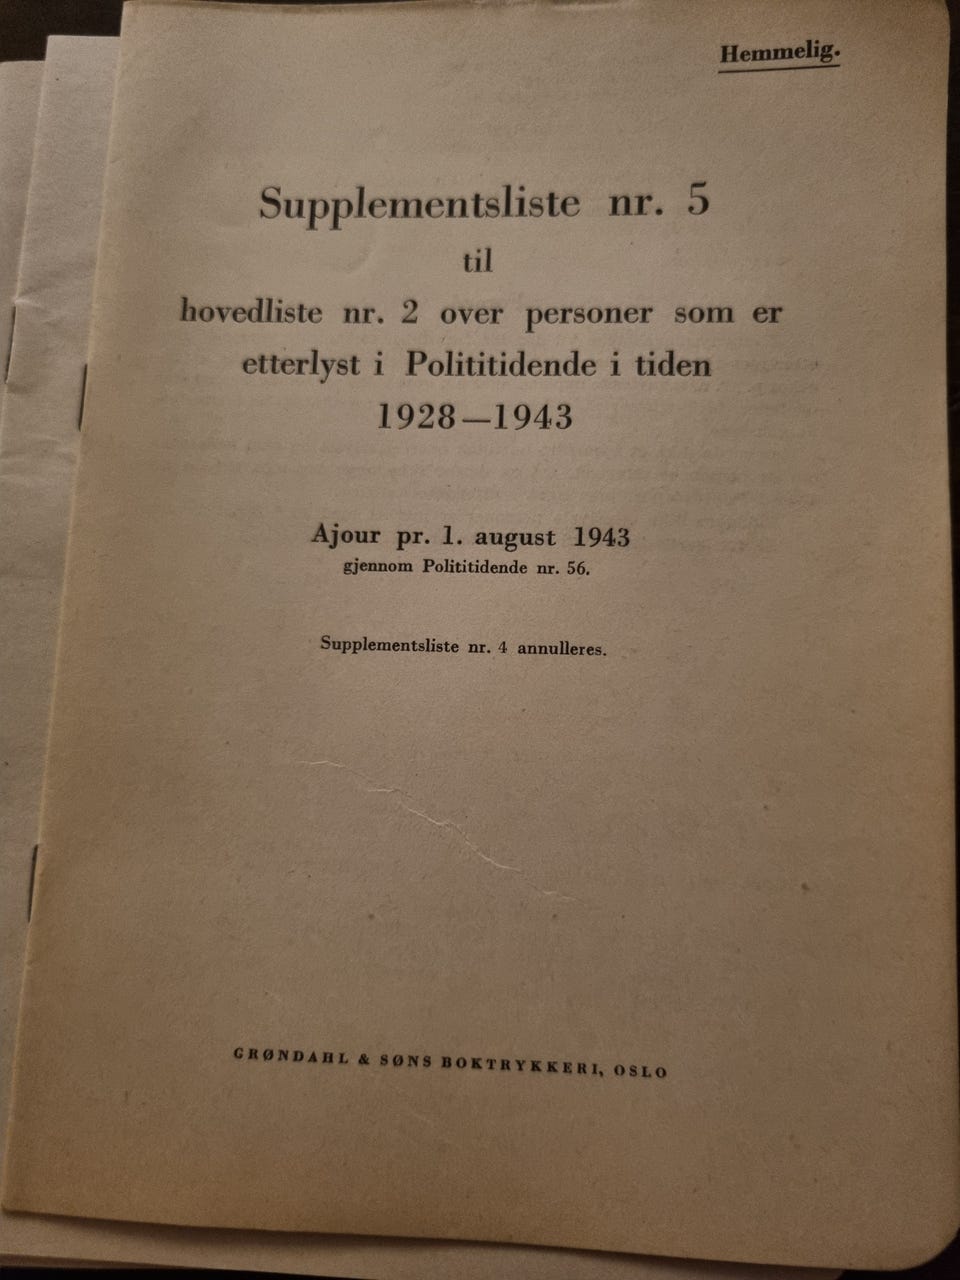 Hemmelig.
Supplementsliste nr. 5
til
hovedliste nr. 2 over personer som er
etterlyst i Polititidende i tiden
1928—1943
Ajour pr. 1. august 1943
gjennom Polititidende nr. 56.
Supplementsliste nr. 4 annulleres.
GRØNDAHL & SØNS BOKTRYKKERI, OSLO